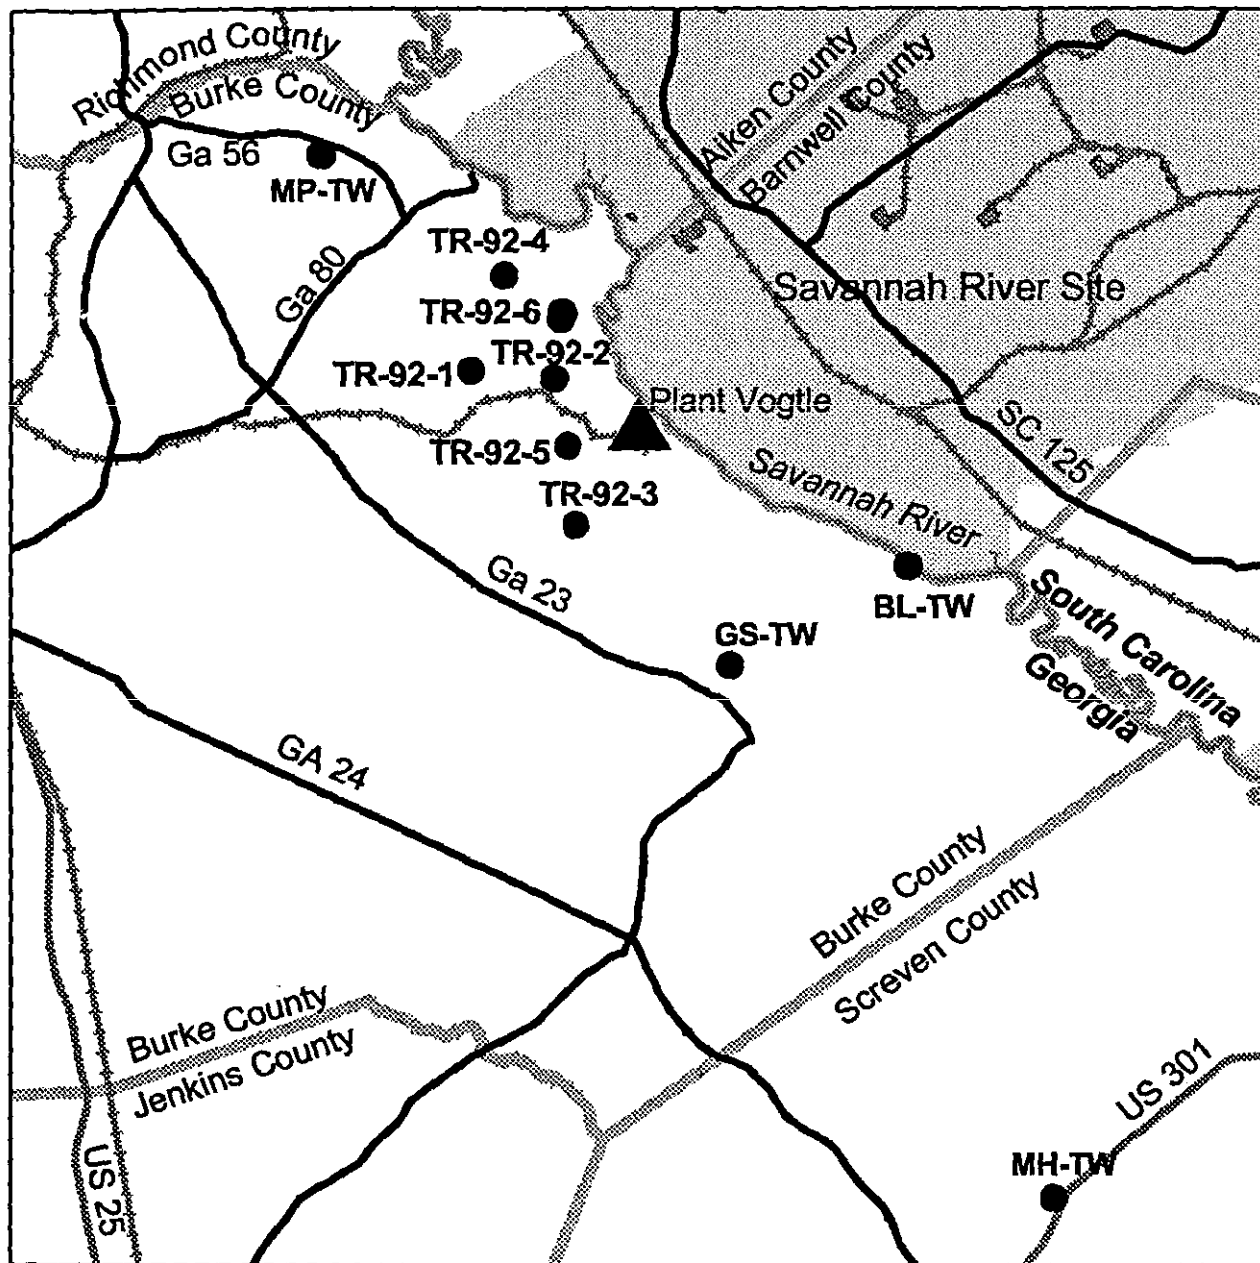 Richmond County
Burke County
Aiken County
Barnwell County
Ga 56
MP-TW
TR-92-4
Ga 80
Savannah River Site
TR-92-6
TR-92-2
TR-92-1
Plant Vogtle
SC 125
TR-92-5
Savannah River
TR-92-3
Ga 23
BL-TW
South Carolina
GS-TW
Georgia
GA 24
Burke County
Screven County
Burke County
Jenkins County
US 301
US 25
MH-TW